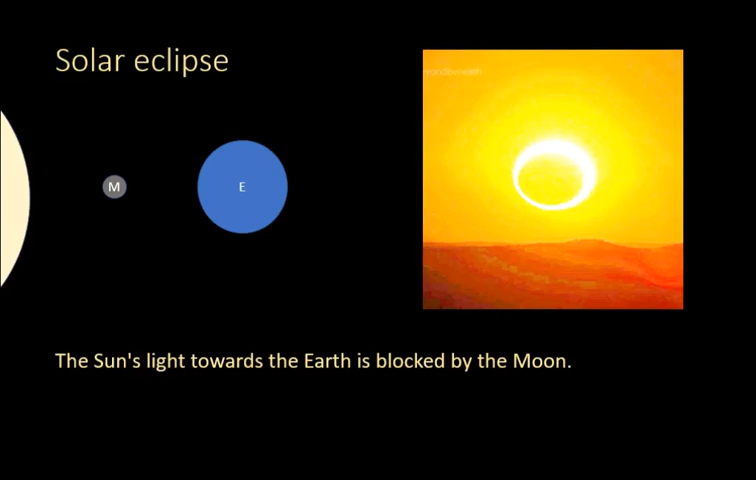 Solar eclipse
M
E
The Sun's light towards the Earth is blocked by the Moon.